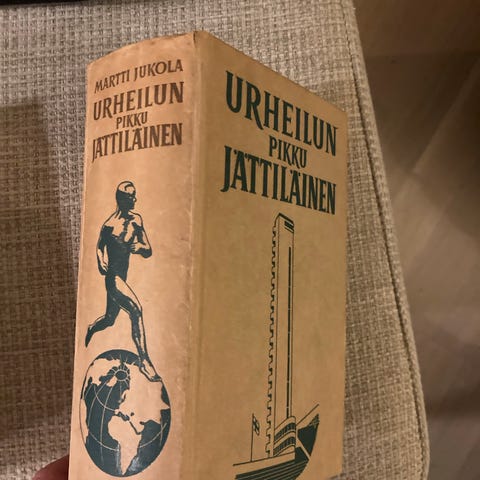 MARTTI JUKOLA
URHEILUN
PIKKU
JÄTTILÄINEN
URHEILUN
PIKKU
JÄTTILÄINEN